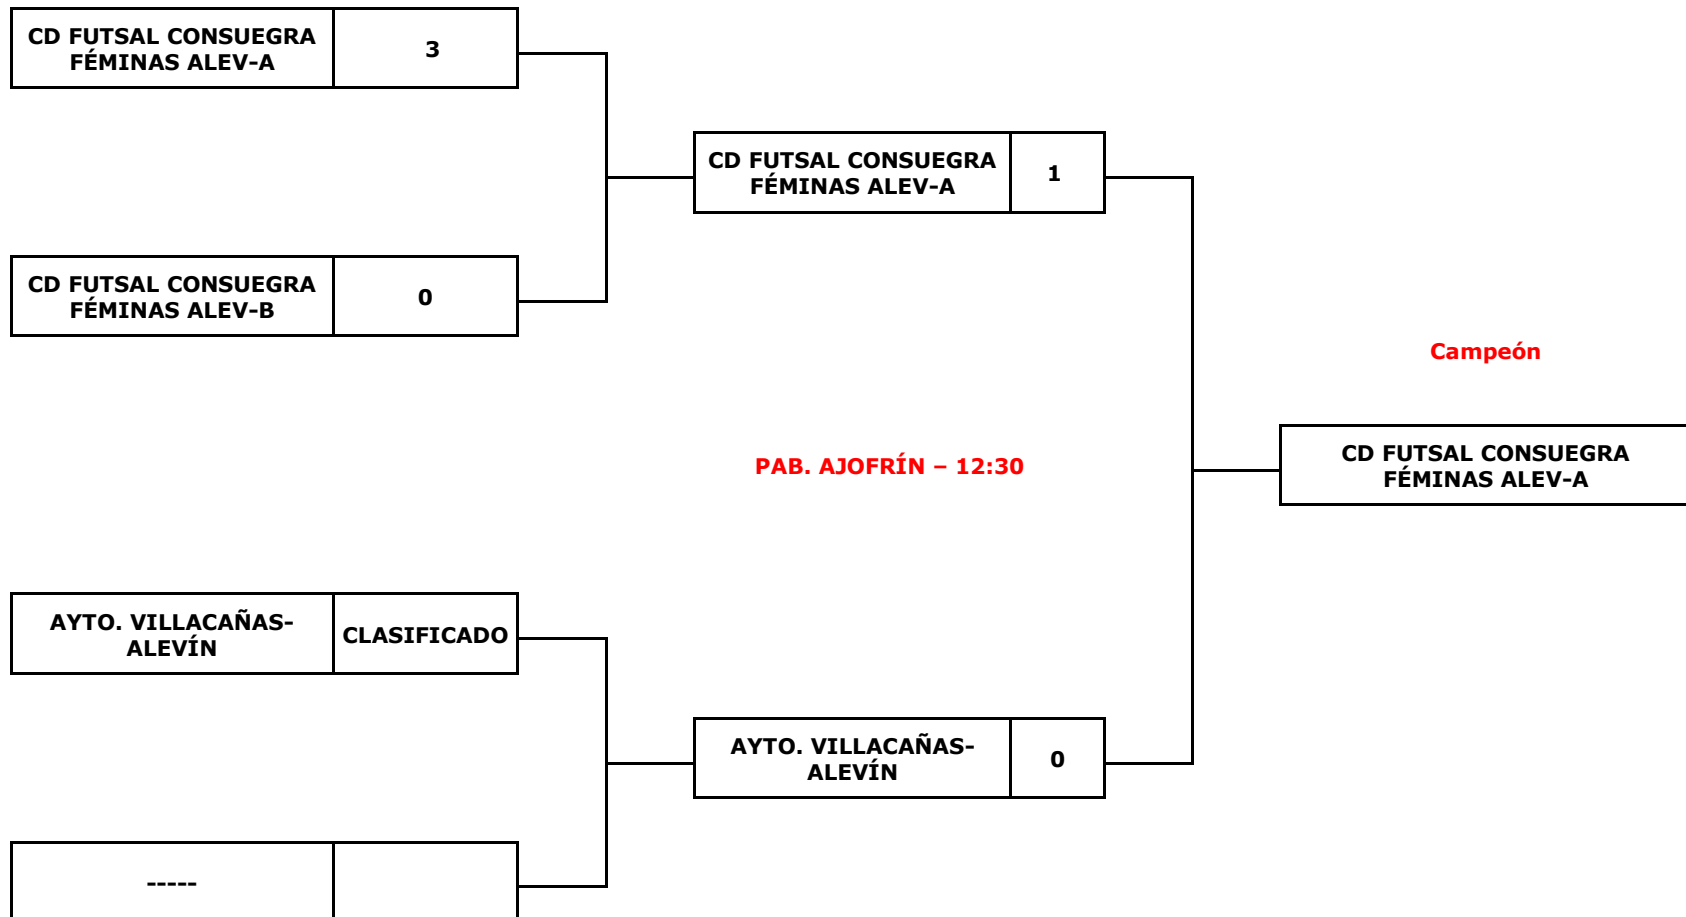 CD FUTSAL CONSUEGRA
FÉMINAS ALEV-A
3
CD FUTSAL CONSUEGRA
FÉMINAS ALEV-A
1
CD FUTSAL CONSUEGRA
FÉMINAS ALEV-B
0
Campeón
CD FUTSAL CONSUEGRA
FÉMINAS ALEV-A
PAB. AJOFRÍN – 12:30
AYTO. VILLACAÑAS-
ALEVÍN
CLASIFICADO
AYTO. VILLACAÑAS-
ALEVÍN
0
-----